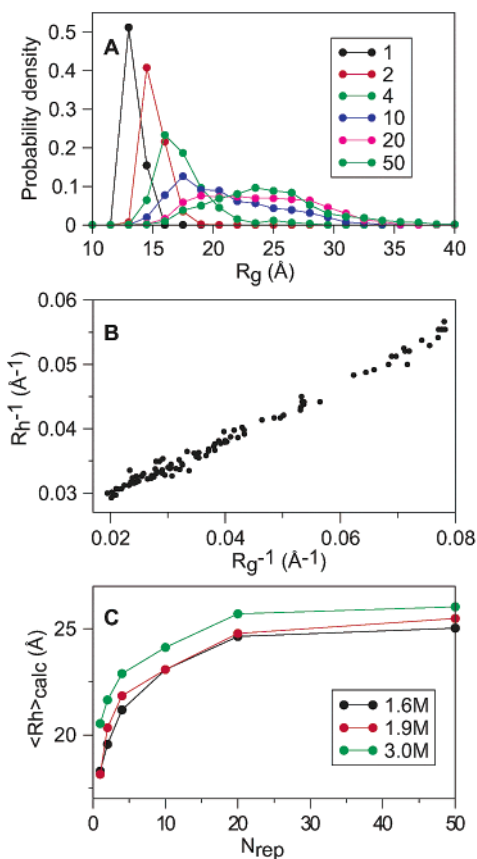 A
Probability density
0.5
0.4
0.3
0.2
0.1
0
1
2
4
10
20
50
10 15 20 25 30 35 40
Rg (Å)
B
Rh-1 (Å-1)
0.06
0.05
0.04
0.03
0.02 0.04 0.06 0.08
Rg-1 (Å-1)
C
<Rh>calc (Å)
25
20
1.6M
1.9M
3.0M
0 10 20 30 40 50
Nrep